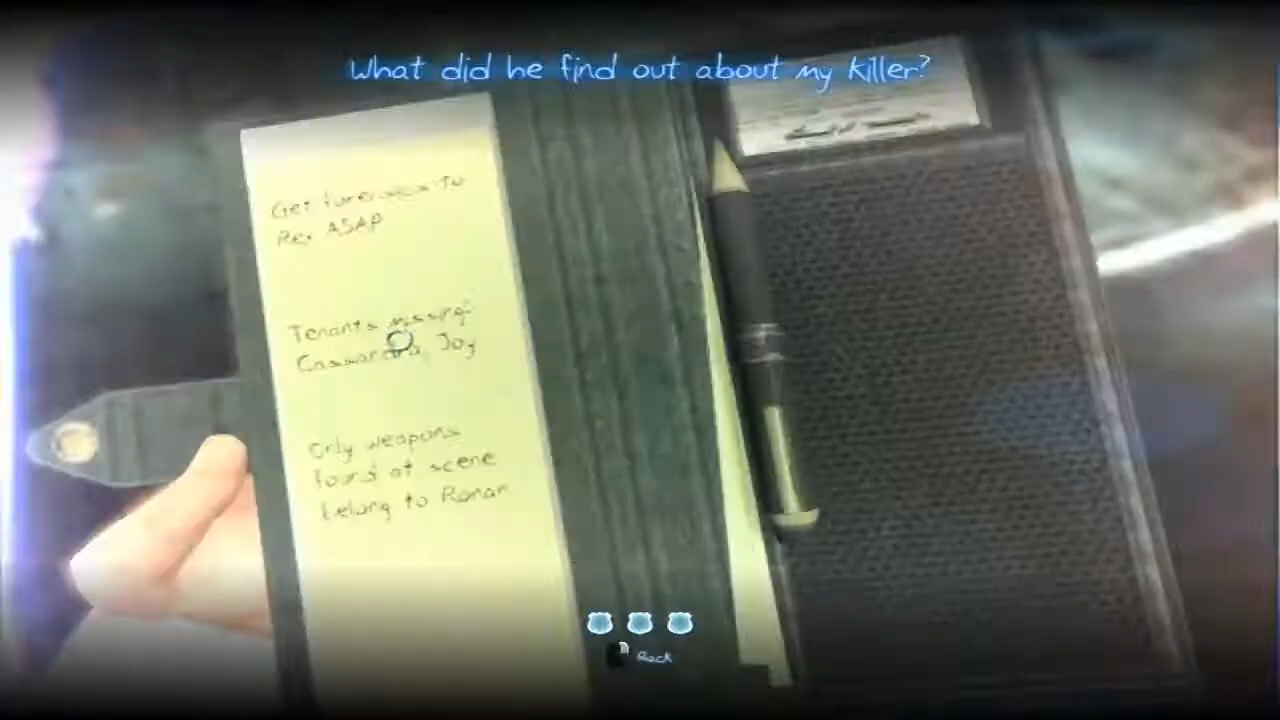 What did he find out about my killer?
Get forensics to
Rex ASAP
Tenants missing:
Cassandra, Joy
Only weapons
found at scene
belong to Ronan
Back